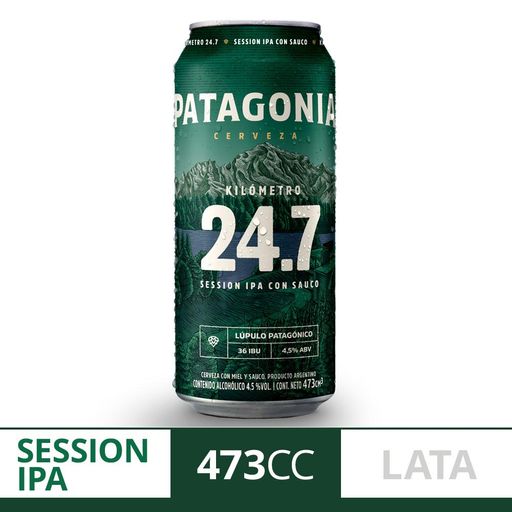 KILÓMETRO 24.7 SESSION IPA CON SAUCO
PATAGONIA
CERVEZA
KILÓMETRO
24.7
SESSION IPA CON SAUCO
LÚPULO PATAGÓNICO
36 IBU 4,5% ABV
CERVEZA CON MIEL Y SAUCO. PRODUCTO ARGENTINO
CONTENIDO ALCOHÓLICO 4,5 %VOL. | CONT. NETO 473cm³
SESSION
IPA
473CC
LATA